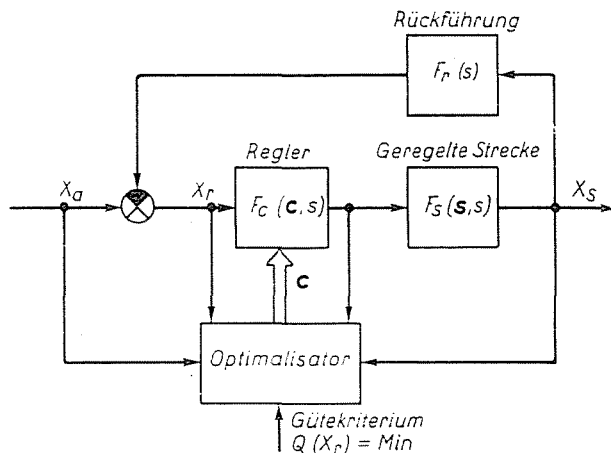 Rückführung
F_r (s)
Regler
Geregelte Strecke
X_a
X_r
F_c (c,s)
F_s (s,s)
X_s
c
Optimalisator
Gütekriterium
Q (X_r) = Min